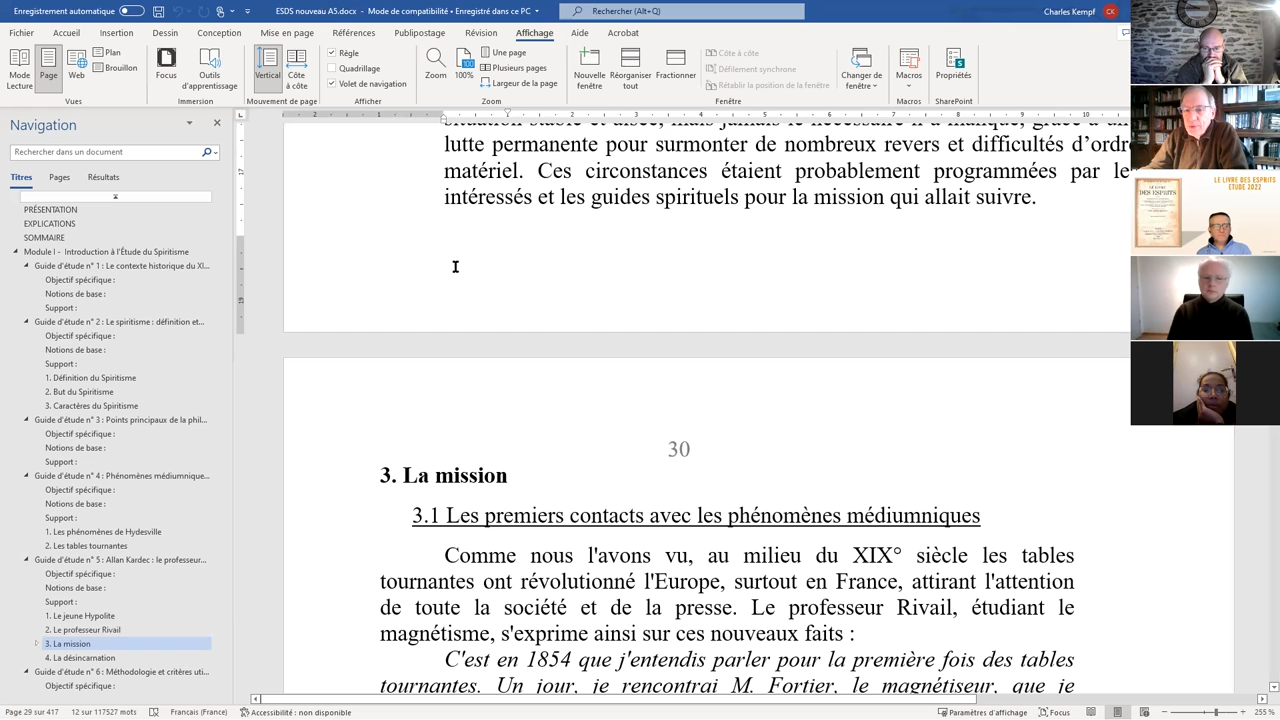 Enregistrement automatique
ESDS nouveau A5.docx - Mode de compatibilité - Enregistré dans ce PC
Rechercher (Alt+Q)
Charles Kempf
CK
Fichier Accueil Insertion Dessin Conception Mise en page Références Publipostage Révision Affichage Aide Acrobat
Mode Lecture
Page
Web
Plan
Brouillon
Vues
Focus
Outils d'apprentissage
Immersion
Vertical
Côte à côte
Mouvement de page
Règle
Quadrillage
Volet de navigation
Afficher
Zoom
100
100%
Une page
Plusieurs pages
Largeur de la page
Zoom
Nouvelle fenêtre
Réorganiser tout
Fractionner
Côte à côte
Défilement synchrone
Rétablir la position de la fenêtre
Fenêtre
Changer de fenêtre
Macros
Macros
Propriétés
SharePoint
Navigation
Rechercher dans un document
Titres Pages Résultats
PRÉSENTATION
EXPLICATIONS
SOMMAIRE
Module I - Introduction à l'Étude du Spiritisme
Guide d'étude n° 1 : Le contexte historique du XI...
Objectif spécifique :
Notions de base :
Support :
Guide d'étude n° 2 : Le spiritisme : définition et...
Objectif spécifique :
Notions de base :
Support :
1. Définition du Spiritisme
2. But du Spiritisme
3. Caractères du Spiritisme
Guide d'étude n° 3 : Points principaux de la phil...
Objectif spécifique :
Notions de base :
Support :
Guide d'étude n° 4 : Phénomènes médiumnique...
Objectif spécifique :
Notions de base :
Support :
1. Les phénomènes de Hydesville
2. Les tables tournantes
Guide d'étude n° 5 : Allan Kardec : le professeur...
Objectif spécifique :
Notions de base :
Support :
1. Le jeune Hypolite
2. Le professeur Rivail
3. La mission
4. La désincarnation
Guide d'étude n° 6 : Méthodologie et critères uti...
Objectif spécifique :
lutte permanente pour surmonter de nombreux revers et difficultés d'ordre
matériel. Ces circonstances étaient probablement programmées par le
intéressés et les guides spirituels pour la mission qui allait suivre.
30
3. La mission
3.1 Les premiers contacts avec les phénomènes médiumniques
Comme nous l'avons vu, au milieu du XIX° siècle les tables
tournantes ont révolutionné l'Europe, surtout en France, attirant l'attention
de toute la société et de la presse. Le professeur Rivail, étudiant le
magnétisme, s'exprime ainsi sur ces nouveaux faits :
C'est en 1854 que j'entendis parler pour la première fois des tables
tournantes. Un jour, je rencontrai M. Fortier, le magnétiseur, que je
LE LIVRE DES ESPRITS
ETUDE 2022
DES ESPRITS
Page 29 sur 417
12 sur 117527 mots
Français (France)
Accessibilité : non disponible
Paramètres d'affichage
Focus
255 %